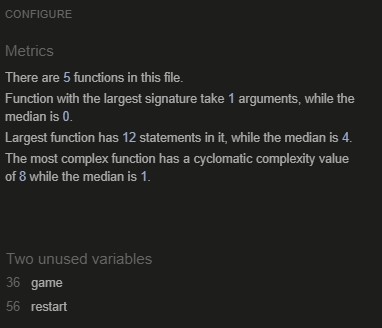 CONFIGURE
Metrics
There are 5 functions in this file.
Function with the largest signature take 1 arguments, while the
median is 0.
Largest function has 12 statements in it, while the median is 4.
The most complex function has a cyclomatic complexity value
of 8 while the median is 1.
Two unused variables
36 game
56 restart